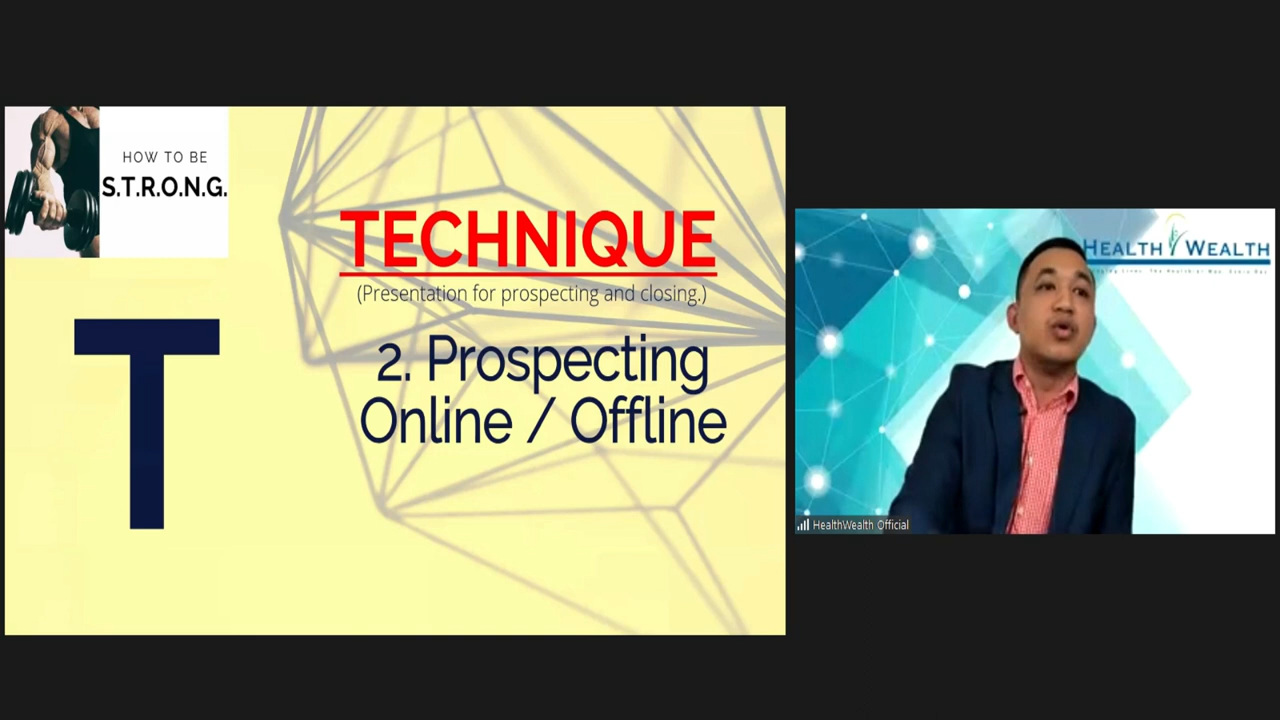 HOW TO BE
S.T.R.O.N.G.
TECHNIQUE
(Presentation for prospecting and closing.)
T
2. Prospecting
Online / Offline
HEALTH WEALTH
HealthWealth Official